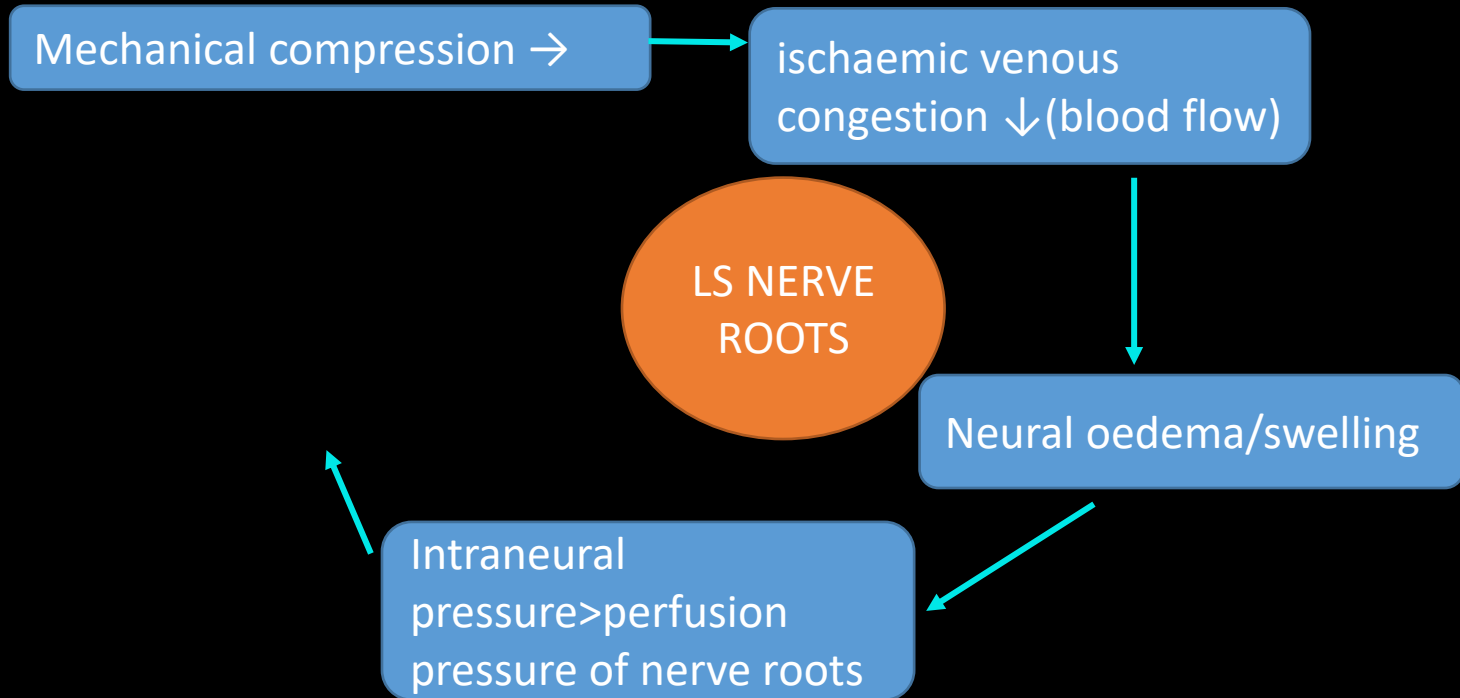 Mechanical compression →
ischaemic venous
congestion ↓(blood flow)
LS NERVE
ROOTS
Neural oedema/swelling
Intraneural
pressure>perfusion
pressure of nerve roots